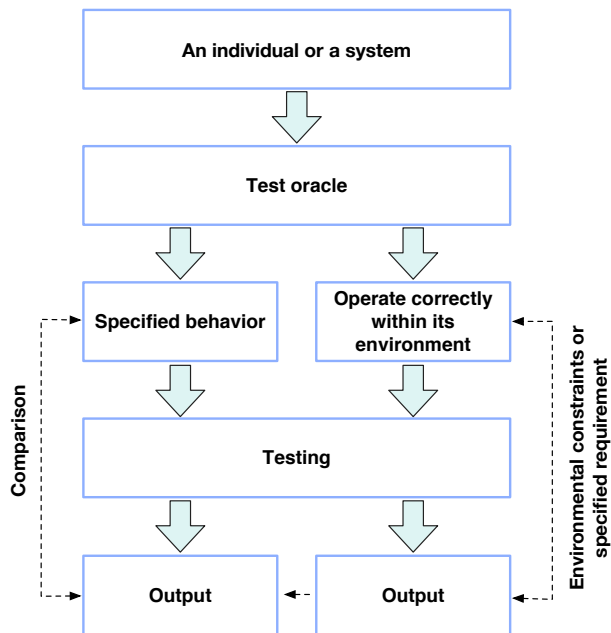 An individual or a system
Test oracle
Specified behavior
Operate correctly
within its
environment
Comparison
Environmental constraints or
specified requirement
Testing
Output
Output